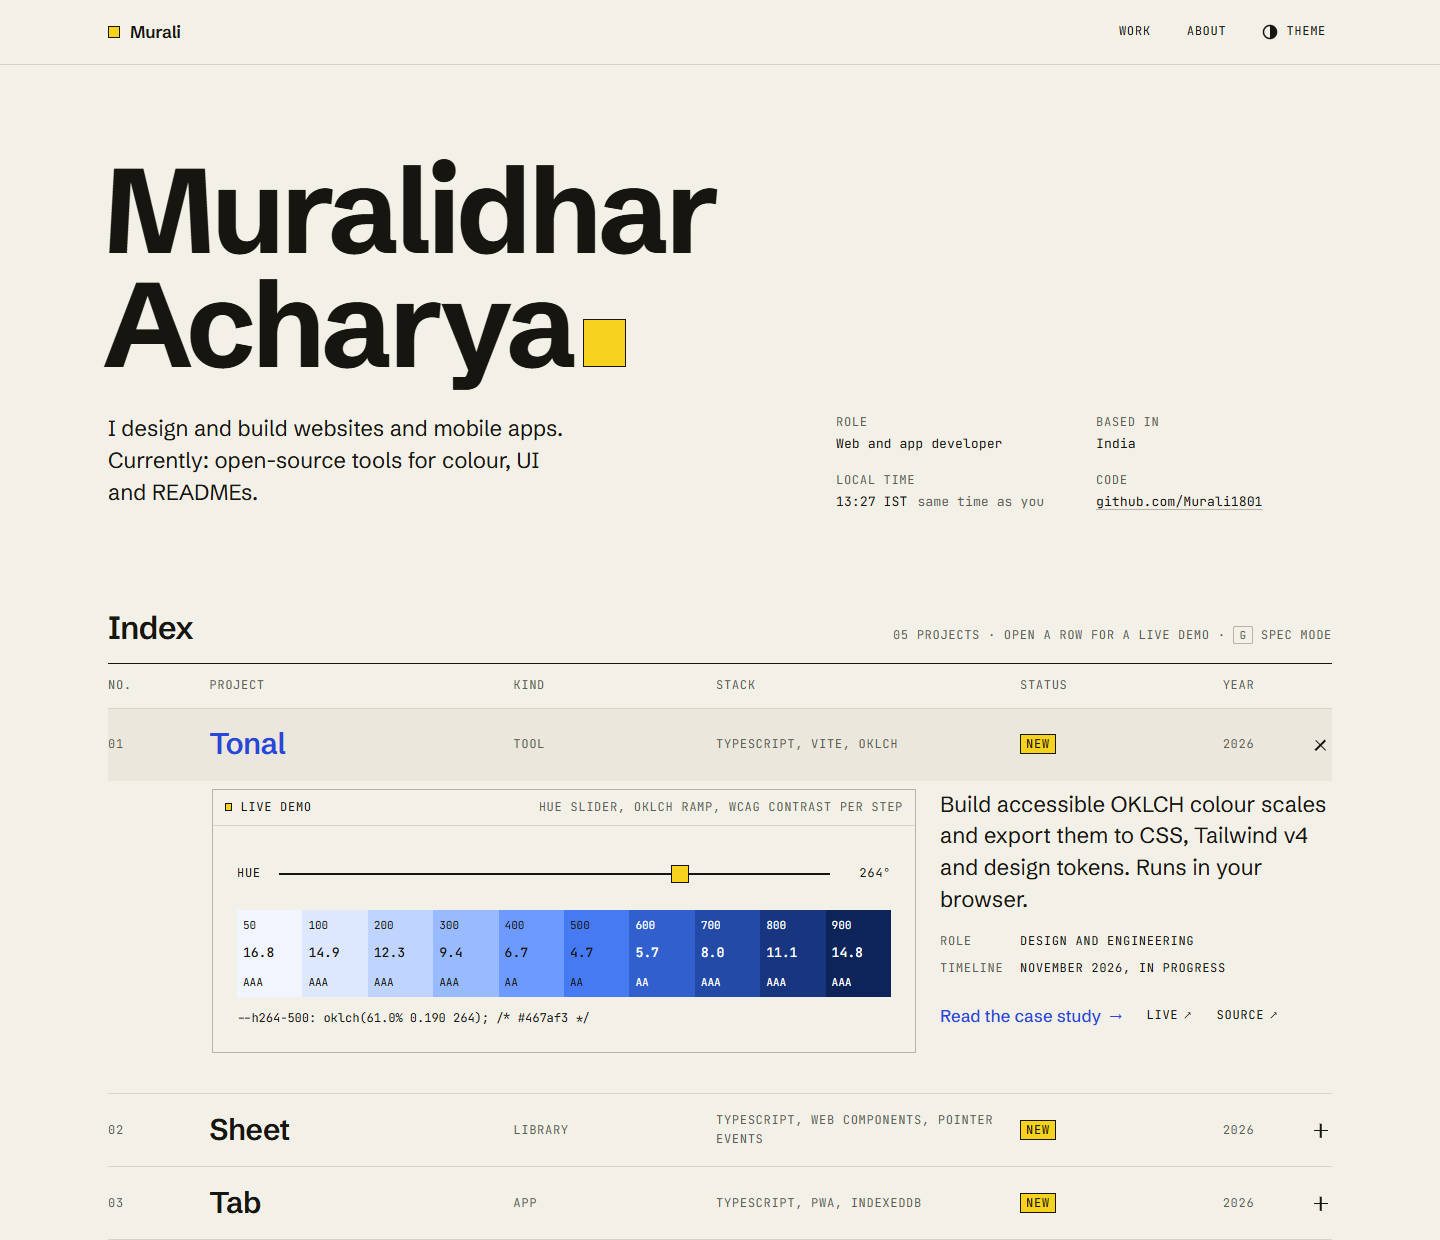 Murali
WORK ABOUT THEME
Muralidhar
Acharya
I design and build websites and mobile apps.
Currently: open-source tools for colour, UI
and READMEs.
ROLE
Web and app developer
BASED IN
India
LOCAL TIME
13:27 IST same time as you
CODE
github.com/Murali1801
Index
05 PROJECTS · OPEN A ROW FOR A LIVE DEMO · G SPEC MODE
NO. PROJECT KIND STACK STATUS YEAR
01 Tonal TOOL TYPESCRIPT, VITE, OKLCH NEW 2026
LIVE DEMO HUE SLIDER, OKLCH RAMP, WCAG CONTRAST PER STEP
HUE 264°
50 100 200 300 400 500 600 700 800 900
16.8 14.9 12.3 9.4 6.7 4.7 5.7 8.0 11.1 14.8
AAA AAA AAA AAA AA AA AA AAA AAA AAA
--h264-500: oklch(61.0% 0.190 264); /* #467af3 */
Build accessible OKLCH colour scales
and export them to CSS, Tailwind v4
and design tokens. Runs in your
browser.
ROLE DESIGN AND ENGINEERING
TIMELINE NOVEMBER 2026, IN PROGRESS
Read the case study → LIVE ↗ SOURCE ↗
02 Sheet LIBRARY TYPESCRIPT, WEB COMPONENTS, POINTER
EVENTS NEW 2026
03 Tab APP TYPESCRIPT, PWA, INDEXEDDB NEW 2026